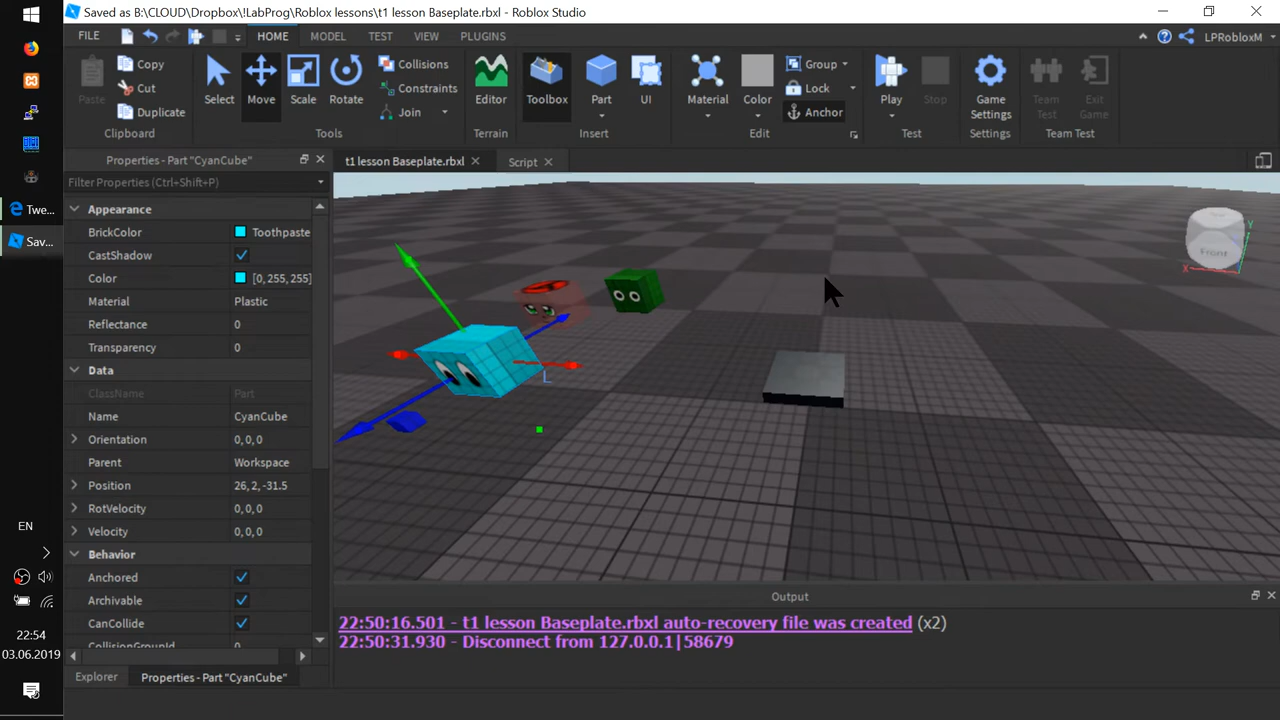 Saved as B:\CLOUD\Dropbox\!LabProg\Roblox lessons\t1 lesson Baseplate.rbxl - Roblox Studio
FILE HOME MODEL TEST VIEW PLUGINS LPRobloxM
Paste Copy Cut Duplicate
Clipboard
Select Move Scale Rotate Collisions Constraints Join
Tools
Editor
Terrain
Toolbox Part UI
Insert
Material Color Group Lock Anchor
Edit
Play Stop
Test
Game Settings
Settings
Team Test Exit Game
Team Test
Properties - Part "CyanCube"
t1 lesson Baseplate.rbxl Script
Filter Properties (Ctrl+Shift+P)
Appearance
BrickColor Toothpaste
CastShadow
Color [0,255,255]
Material Plastic
Reflectance 0
Transparency 0
Data
ClassName Part
Name CyanCube
Orientation 0, 0, 0
Parent Workspace
Position 26, 2, -31.5
RotVelocity 0, 0, 0
Velocity 0, 0, 0
Behavior
Anchored
Archivable
CanCollide
CollisionGroupId 0
Explorer Properties - Part "CyanCube"
Front
X
Y
Output
22:50:16.501 - t1 lesson Baseplate.rbxl auto-recovery file was created (x2)
22:50:31.930 - Disconnect from 127.0.0.1|58679
Twe...
Sav...
EN
22:54
03.06.2019